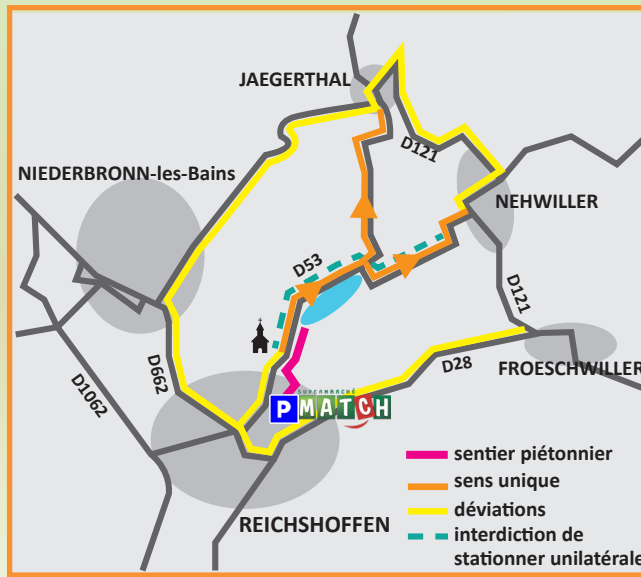 JAEGERTHAL
D121
NIEDERBRONN-les-Bains
NEHWILLER
D53
D121
D662
D28
FROESCHWILLER
D1062
SUPERMARCHÉ
P MATCH
REICHSHOFFEN
sentier piétonnier
sens unique
déviations
interdiction de
stationner unilatérale